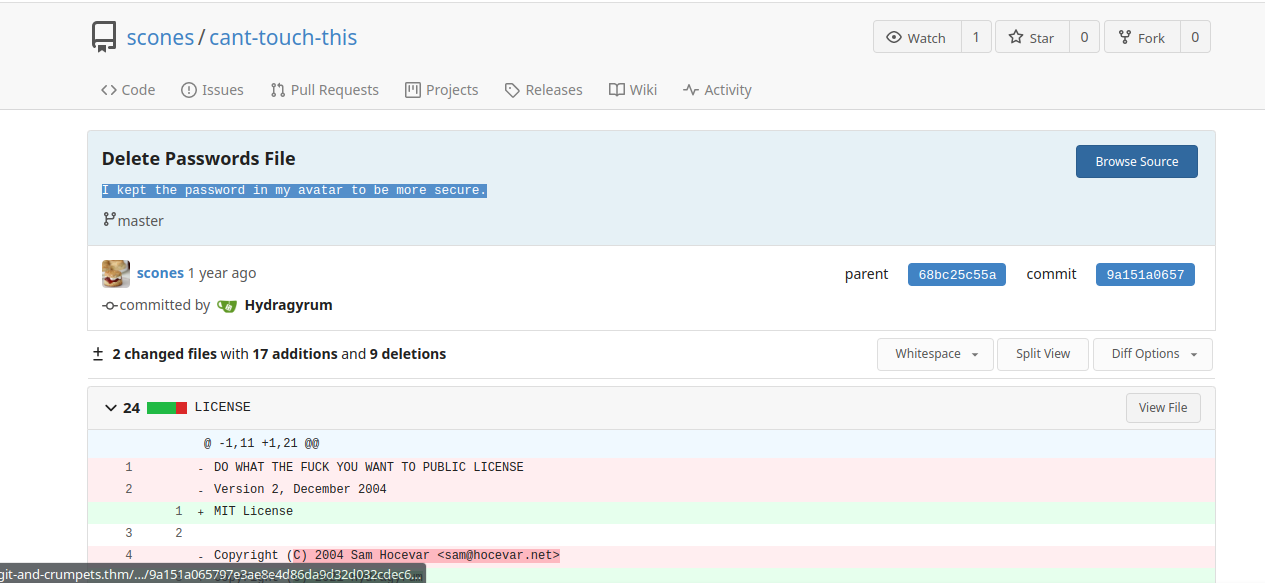 scones / cant-touch-this
Watch 1 Star 0 Fork 0
Code Issues Pull Requests Projects Releases Wiki Activity
Delete Passwords File
Browse Source
I kept the password in my avatar to be more secure.
master
scones 1 year ago
parent 68bc25c55a commit 9a151a0657
committed by Hydragyrum
2 changed files with 17 additions and 9 deletions
Whitespace Split View Diff Options
24 LICENSE
View File
@ -1,11 +1,21 @@
1 - DO WHAT THE FUCK YOU WANT TO PUBLIC LICENSE
2 - Version 2, December 2004
1 + MIT License
3 2
4 - Copyright (C) 2004 Sam Hocevar <sam@hocevar.net>
git-and-crumpets.thm/.../9a151a065797e3ae8e4d86da9d32d032cdec6...